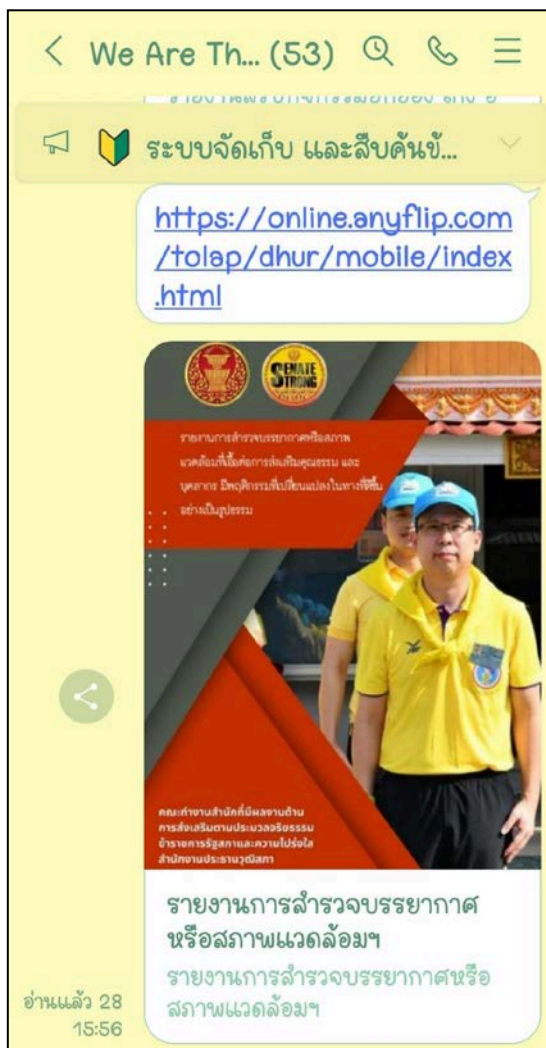 We Are Th... (53)
ระบบจัดเก็บ และสืบค้นข้...
https://online.anyflip.com
/tolap/dhur/mobile/index
.html
SENATE
STRONG
รายงานการสำรวจบรรยากาศหรือสภาพ
แวดล้อมที่เอื้อต่อการส่งเสริมคุณธรรม และ
บุคลากร มีพฤติกรรมที่เปลี่ยนแปลงในทางที่ดีขึ้น
อย่างเป็นรูปธรรม
คณะทำงานสำนักที่มีผลงานด้าน
การส่งเสริมตามประมวลจริยธรรม
ข้าราชการรัฐสภาและความโปร่งใส
สำนักงานประธานวุฒิสภา
รายงานการสำรวจบรรยากาศ
หรือสภาพแวดล้อมฯ
รายงานการสำรวจบรรยากาศหรือ
สภาพแวดล้อมฯ
อ่านแล้ว 28
15:56